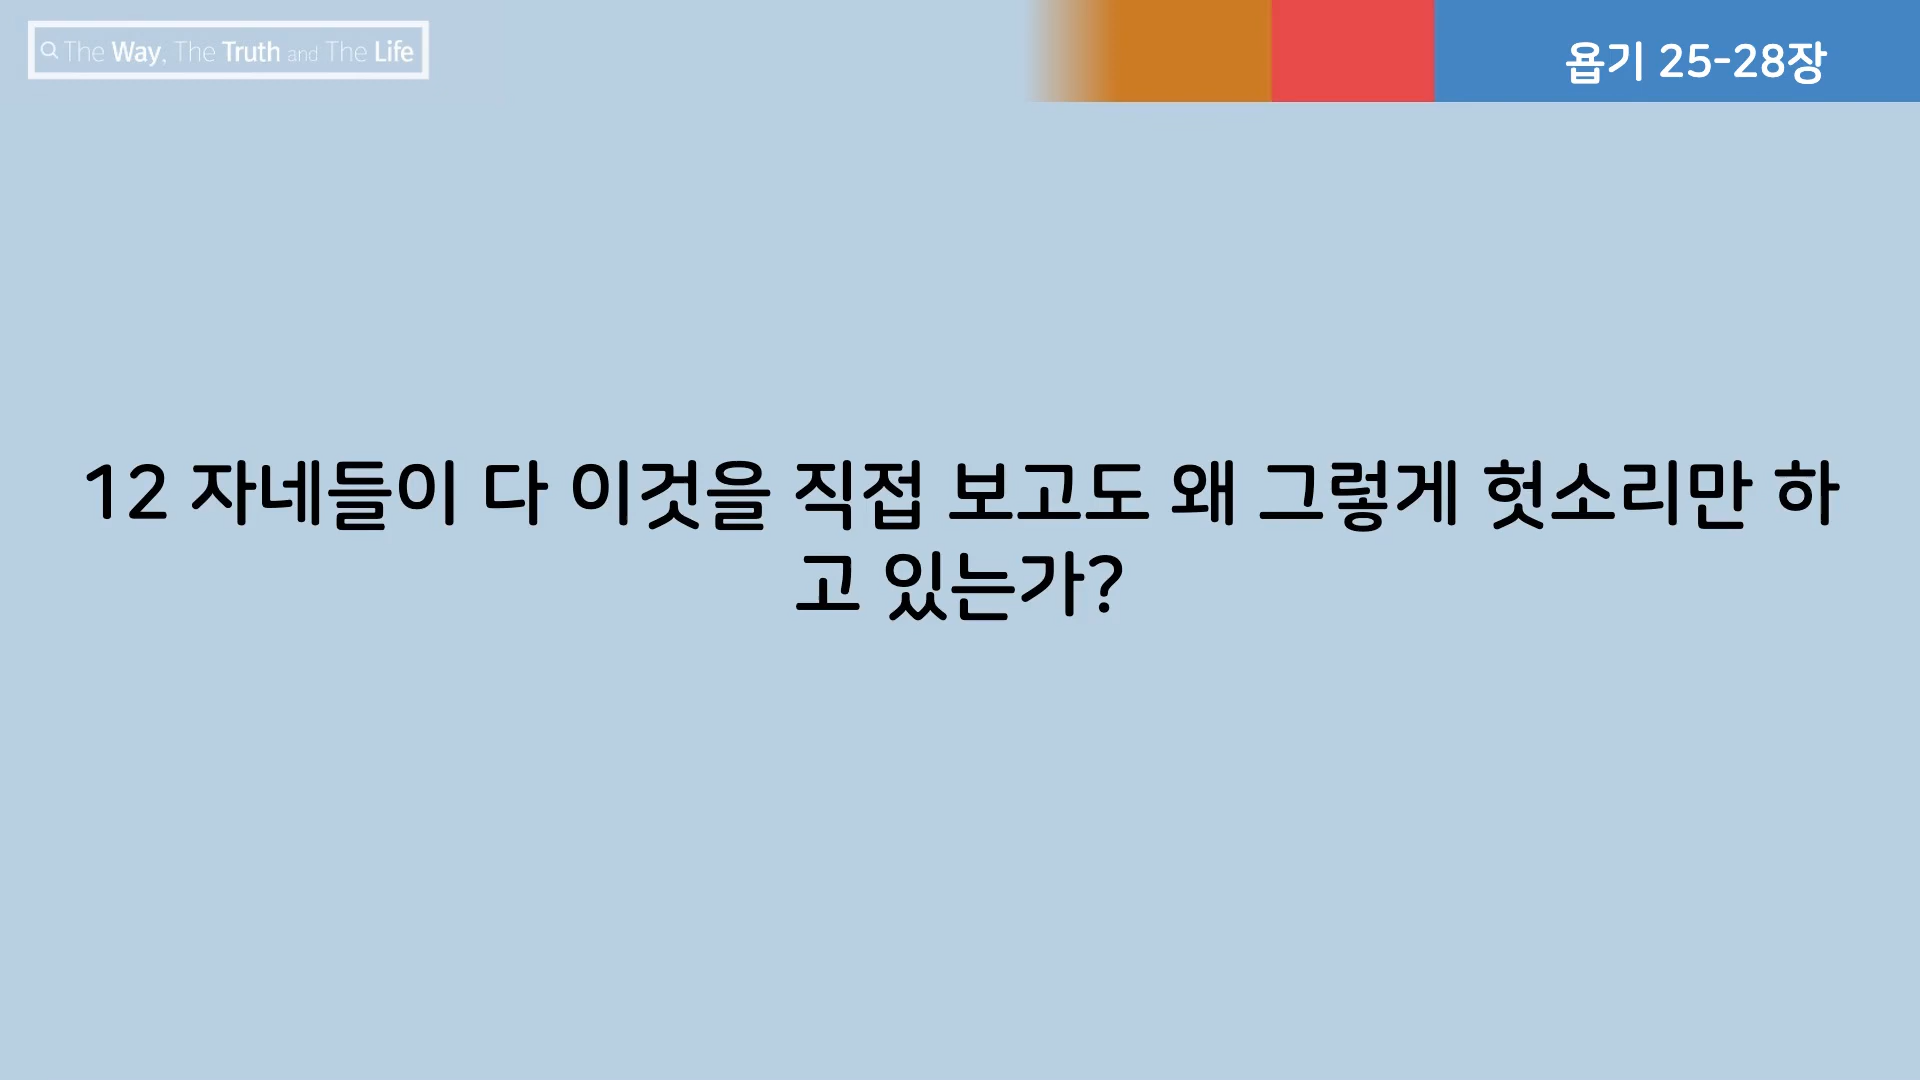 The Way, The Truth and The Life
욥기 25-28장
12 자네들이 다 이것을 직접 보고도 왜 그렇게 헛소리만 하
고 있는가?